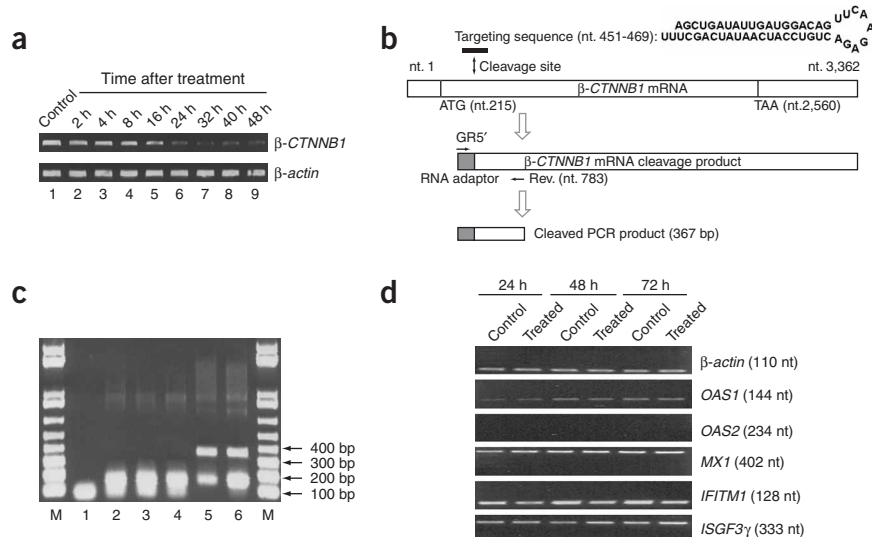 a
Time after treatment
Control
2 h
4 h
8 h
16 h
24 h
32 h
40 h
48 h
β-CTNNB1
β-actin
1 2 3 4 5 6 7 8 9
b
Targeting sequence (nt. 451-469):
AGCUGAUAUUGAUGGACAG
UUCAAGAGA
UUUCGACUAUAACUACCUGUC
nt. 1
Cleavage site
nt. 3,362
β-CTNNB1 mRNA
ATG (nt.215)
TAA (nt.2,560)
GR5′
β-CTNNB1 mRNA cleavage product
RNA adaptor
Rev. (nt. 783)
Cleaved PCR product (367 bp)
c
400 bp
300 bp
200 bp
100 bp
M 1 2 3 4 5 6 M
d
24 h 48 h 72 h
Control
Treated
Control
Treated
Control
Treated
β-actin (110 nt)
OAS1 (144 nt)
OAS2 (234 nt)
MX1 (402 nt)
IFITM1 (128 nt)
ISGF3γ (333 nt)